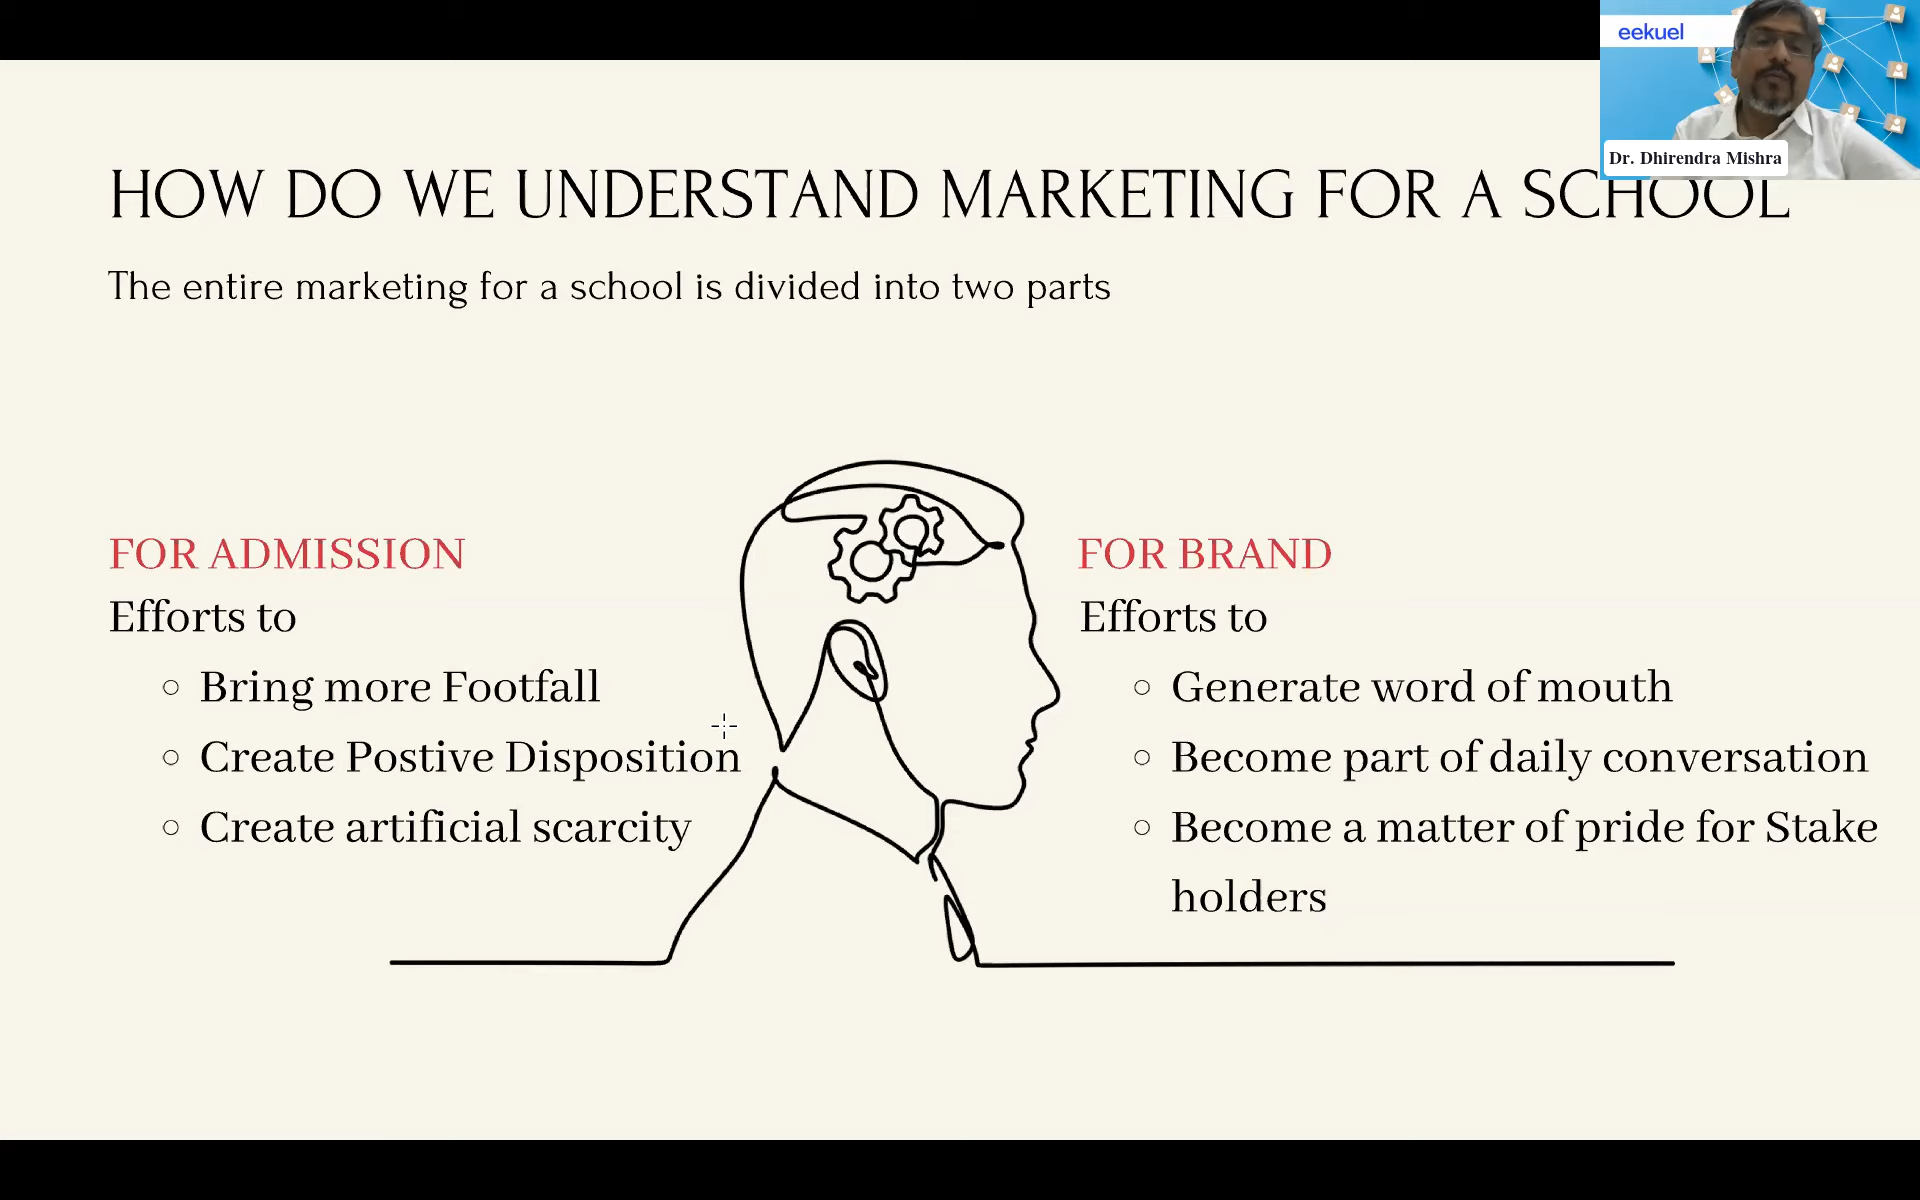 eekuel
Dr. Dhirendra Mishra
HOW DO WE UNDERSTAND MARKETING FOR A SCHOOL
The entire marketing for a school is divided into two parts
FOR ADMISSION
Efforts to
Bring more Footfall
Create Postive Disposition
Create artificial scarcity
FOR BRAND
Efforts to
Generate word of mouth
Become part of daily conversation
Become a matter of pride for Stake
holders